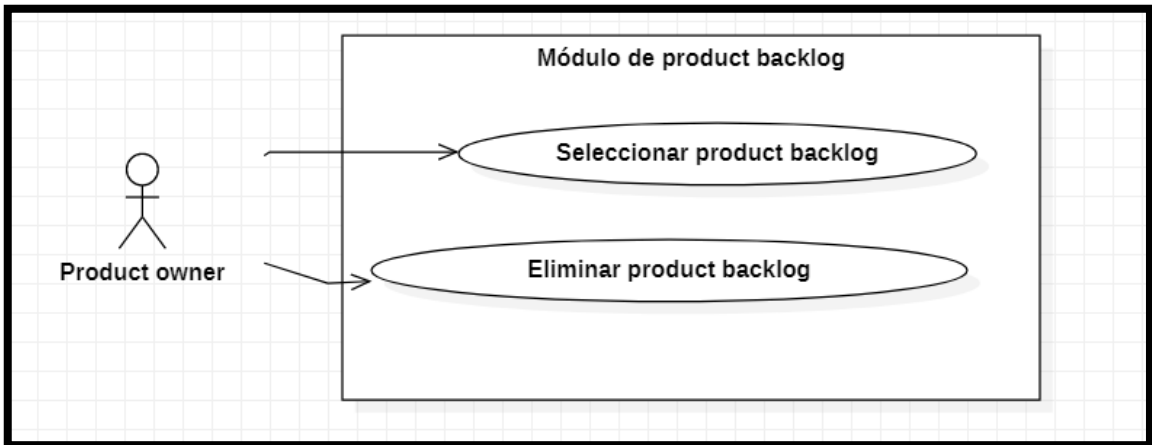 Módulo de product backlog
Seleccionar product backlog
Eliminar product backlog
Product owner